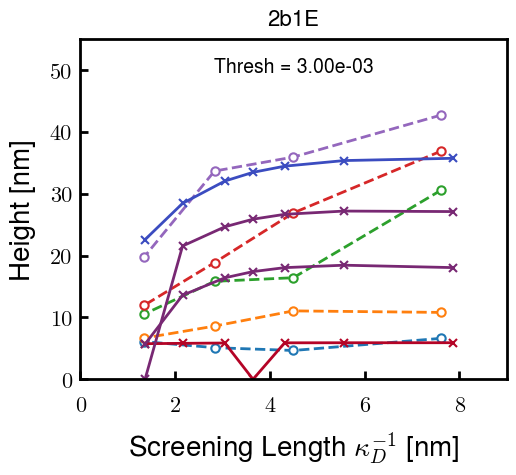 2b1E
Thresh = 3.00e-03
Height [nm]
50
40
30
20
10
0
0 2 4 6 8
Screening Length κ_D^{-1} [nm]